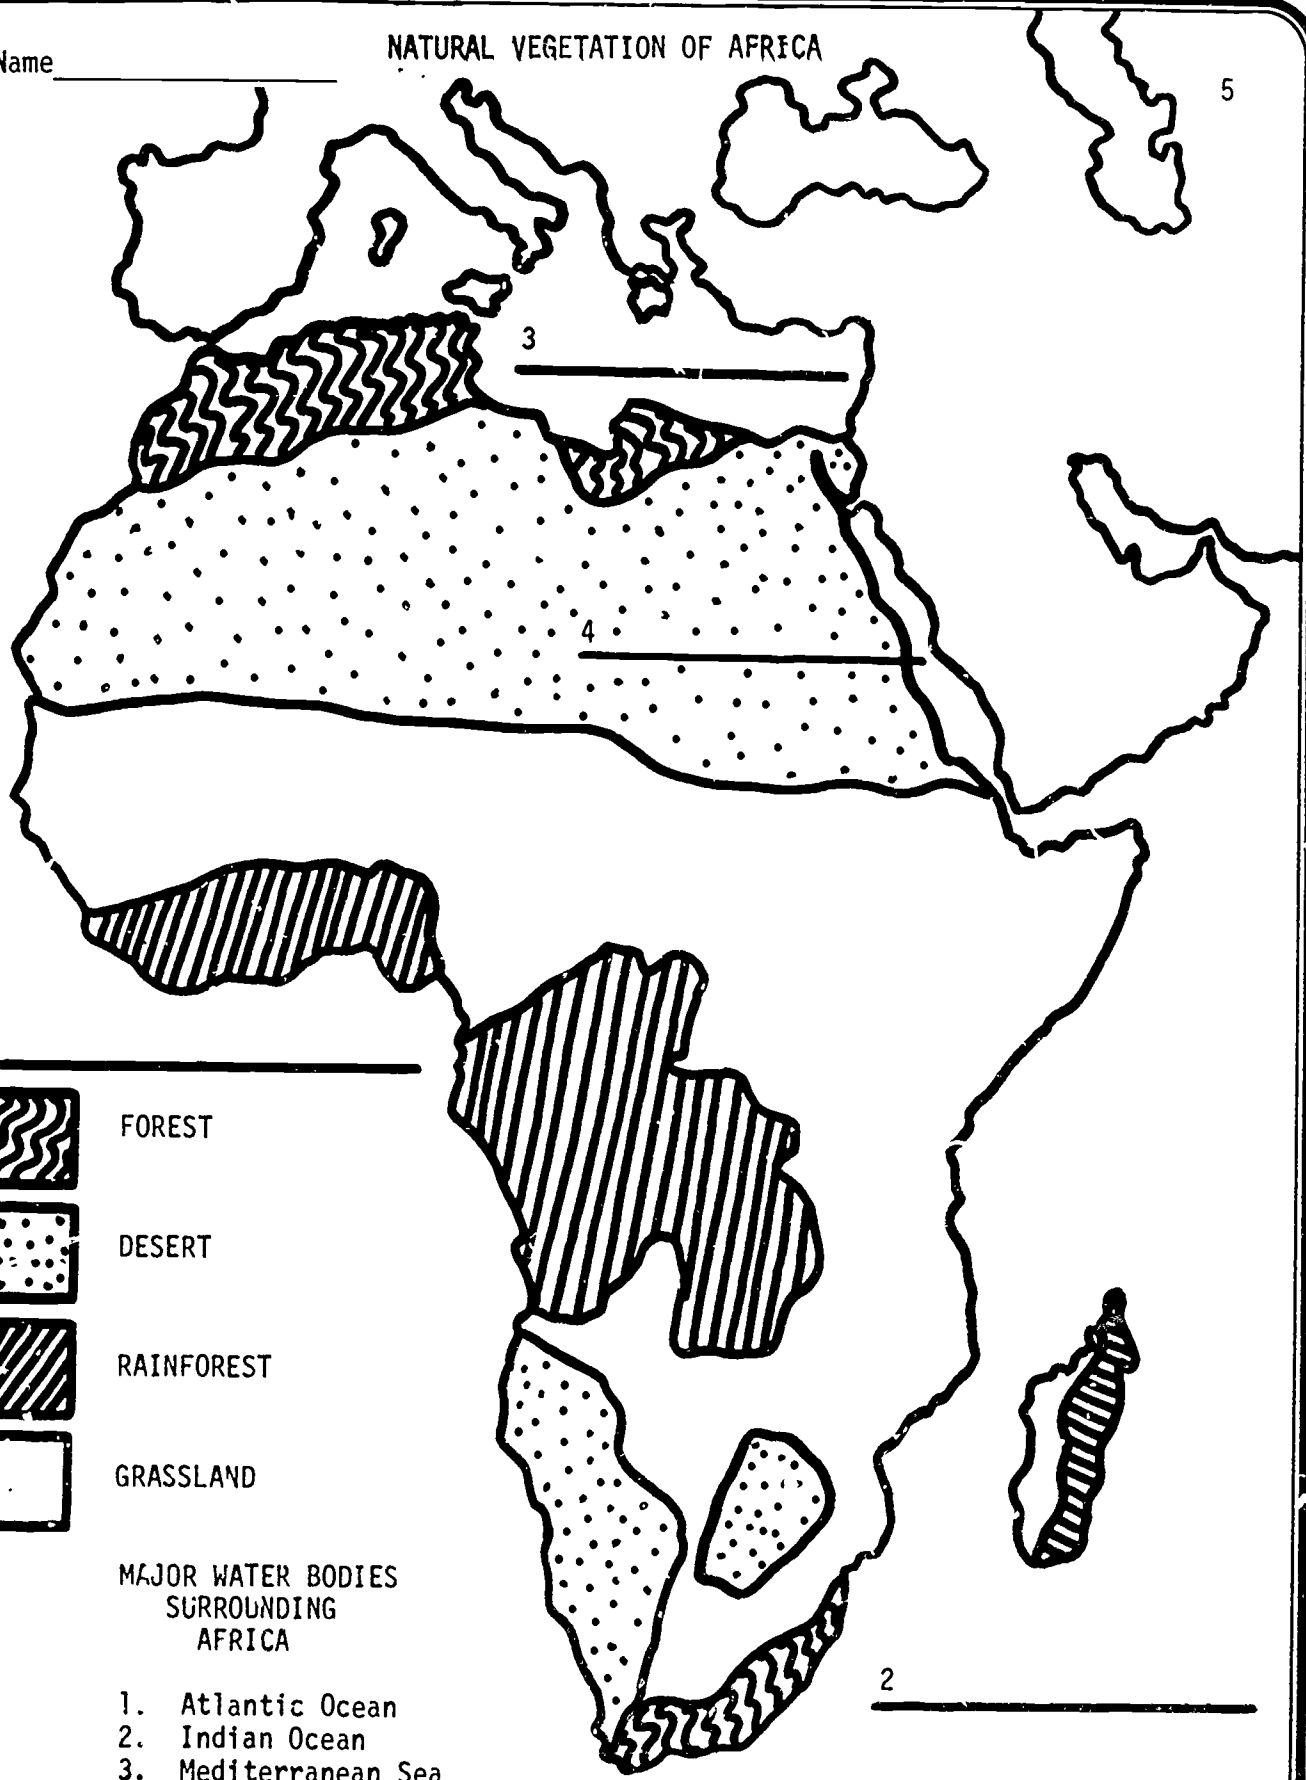 NATURAL VEGETATION OF AFRICA
Name
5
3
4
FOREST
DESERT
RAINFOREST
GRASSLAND
MAJOR WATER BODIES
SURROUNDING
AFRICA
2
1. Atlantic Ocean
2. Indian Ocean
3. Mediterranean Sea